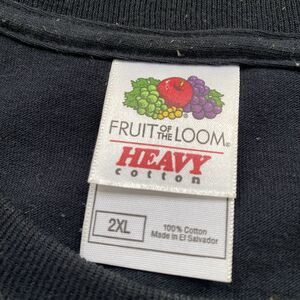 FRUIT OF THE LOOM®
HEAVY
cotton
2XL
100% Cotton
Made in El Salvador